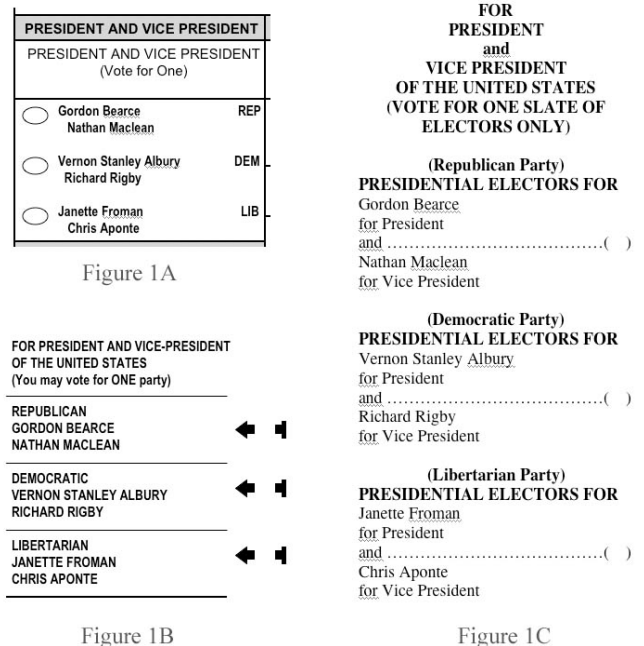 PRESIDENT AND VICE PRESIDENT
PRESIDENT AND VICE PRESIDENT
(Vote for One)
Gordon Bearce REP
Nathan Maclean
Vernon Stanley Albury DEM
Richard Rigby
Janette Froman LIB
Chris Aponte
Figure 1A
FOR PRESIDENT AND VICE-PRESIDENT
OF THE UNITED STATES
(You may vote for ONE party)
REPUBLICAN
GORDON BEARCE
NATHAN MACLEAN
DEMOCRATIC
VERNON STANLEY ALBURY
RICHARD RIGBY
LIBERTARIAN
JANETTE FROMAN
CHRIS APONTE
Figure 1B
FOR
PRESIDENT
and
VICE PRESIDENT
OF THE UNITED STATES
(VOTE FOR ONE SLATE OF
ELECTORS ONLY)
(Republican Party)
PRESIDENTIAL ELECTORS FOR
Gordon Bearce
for President
and .....................................( )
Nathan Maclean
for Vice President
(Democratic Party)
PRESIDENTIAL ELECTORS FOR
Vernon Stanley Albury
for President
and .....................................( )
Richard Rigby
for Vice President
(Libertarian Party)
PRESIDENTIAL ELECTORS FOR
Janette Froman
for President
and .....................................( )
Chris Aponte
for Vice President
Figure 1C